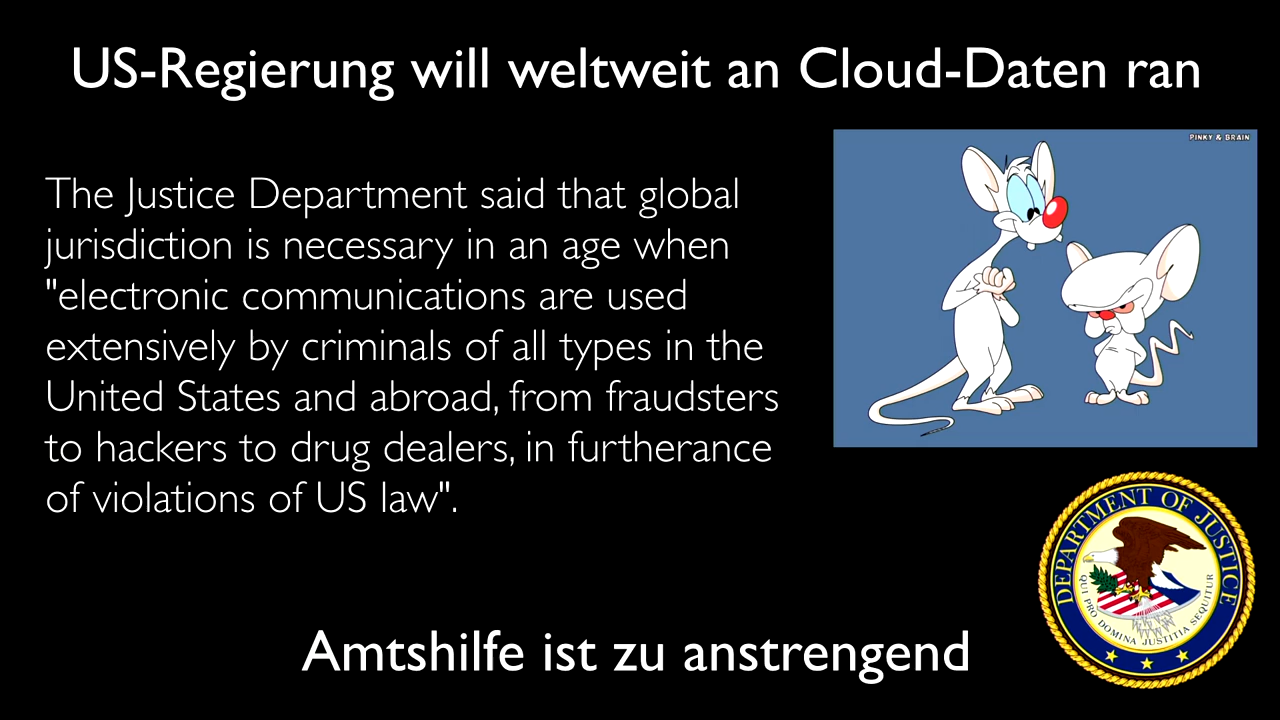 US-Regierung will weltweit an Cloud-Daten ran
PINKY & BRAIN
The Justice Department said that global
jurisdiction is necessary in an age when
"electronic communications are used
extensively by criminals of all types in the
United States and abroad, from fraudsters
to hackers to drug dealers, in furtherance
of violations of US law".
DEPARTMENT OF JUSTICE
QUI PRO DOMINA JUSTITIA SEQUITUR
Amtshilfe ist zu anstrengend